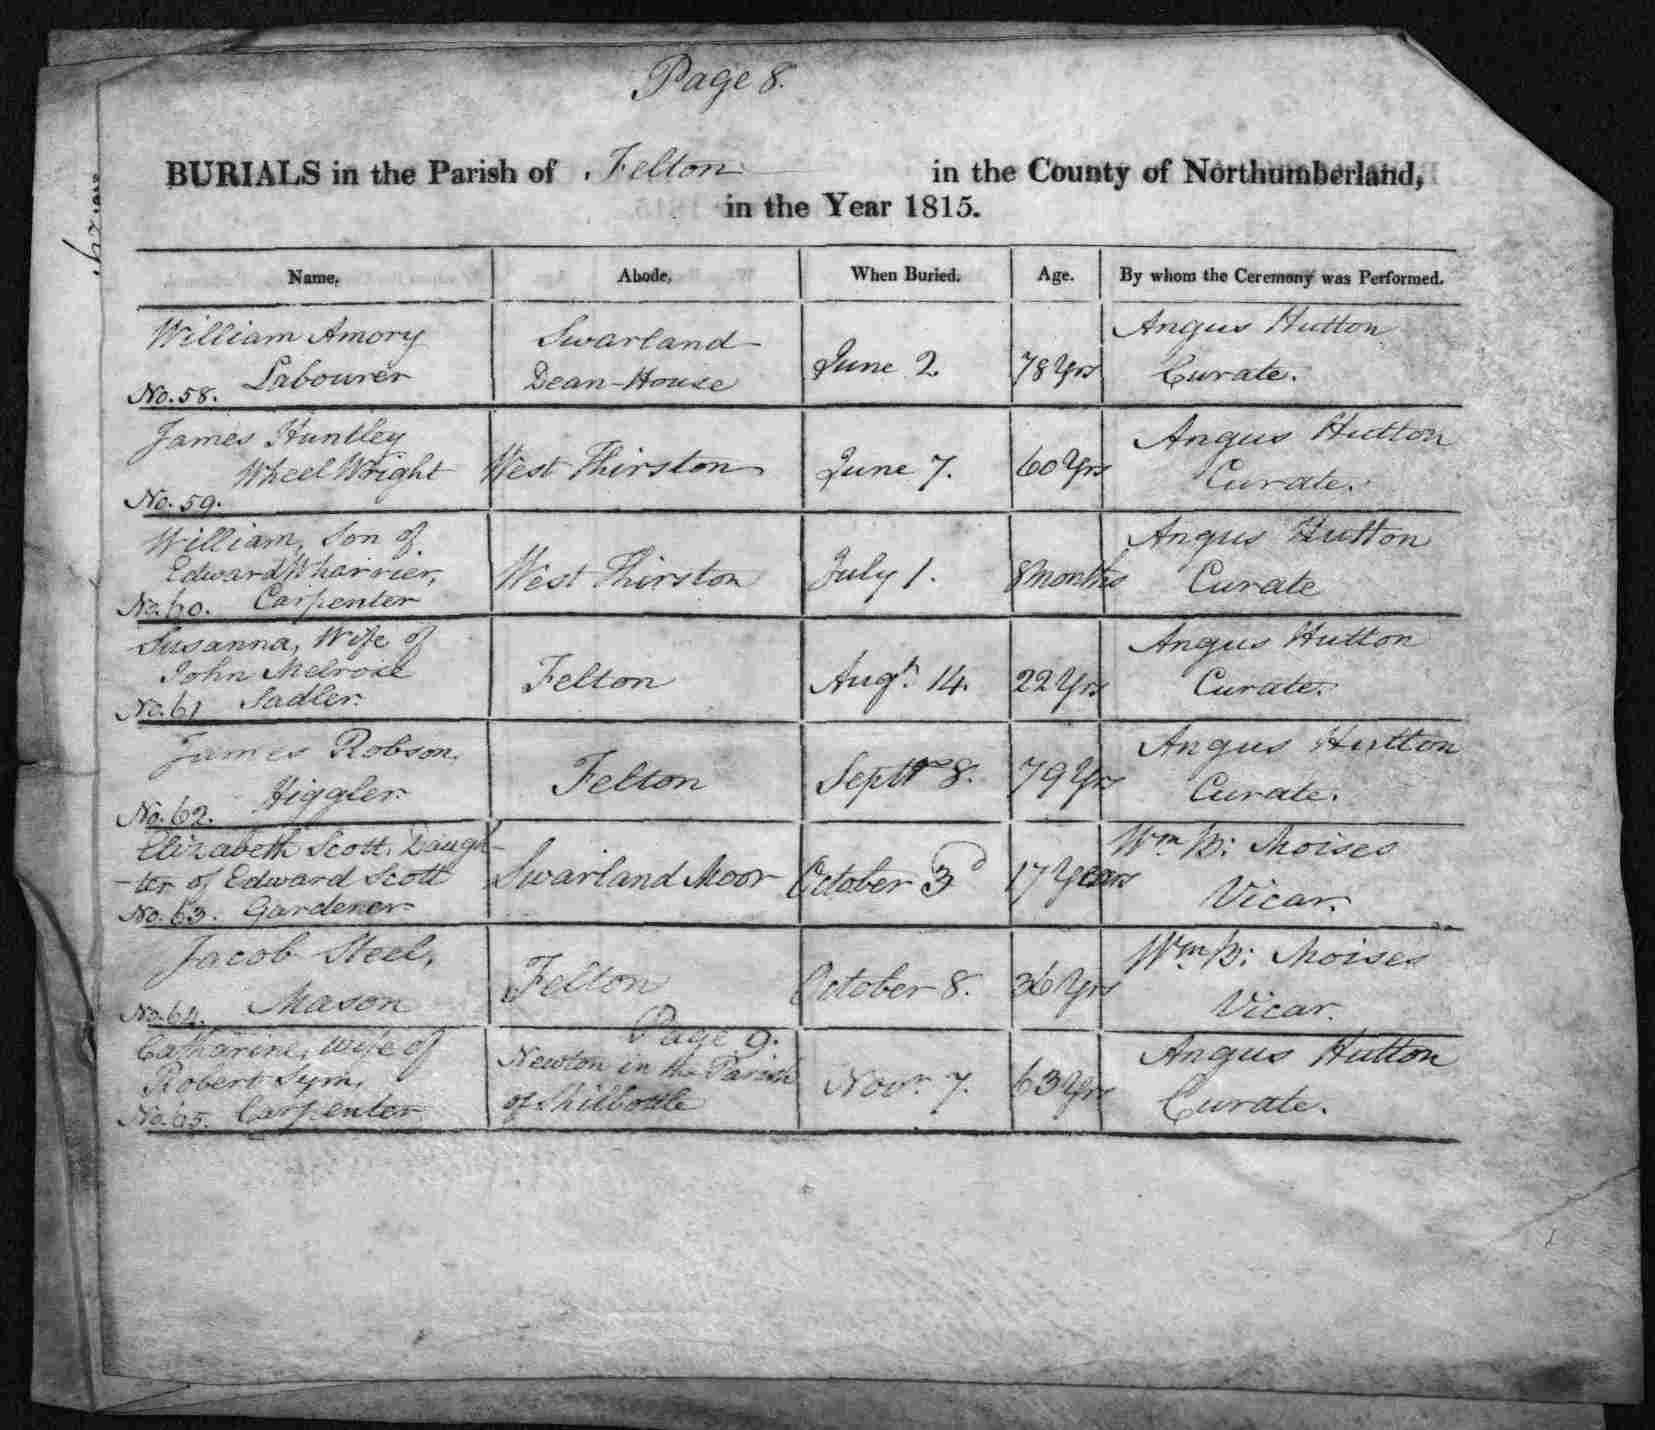 Page 8.
BURIALS in the Parish of Felton in the County of Northumberland,
in the Year 1815.
Name. Abode. When Buried. Age. By whom the Ceremony was Performed.
William Amory
Labourer
No. 58.
Swarland
Dean-House
June 2
78 Yrs
Angus Hutton
Curate.
James Huntley
Wheel Wright
No. 59.
West Thirston
June 7.
60 Yrs
Angus Hutton
Curate.
William, Son of
Edward Wharrier,
No. 60. Carpenter
West Thirston
July 1.
8 months
Angus Hutton
Curate
Susanna, Wife of
John Melrose
No. 61 Sadler.
Felton
Augt. 14.
22 Yrs
Angus Hutton
Curate.
James Robson,
Higgler.
No. 62.
Felton
8.
79 Yrs
Angus Hutton
Curate.
Elizabeth Scott. Daugh-
-ter of Edward Scott
No. 63. Gardener
Swarland Moor
October 3d
17 Years
Wm. B: Moises
Vicar.
Jacob Steel,
Mason
No. 64.
Felton
October 8.
36 Yrs
Wm. B: Moises
Vicar.
Page 9.
Catharine, Wife of
Robert Sym,
No. 65. Carpenter
Newton in the Parish
of Shilbottle
Novr. 7.
63 Yrs
Angus Hutton
Curate.